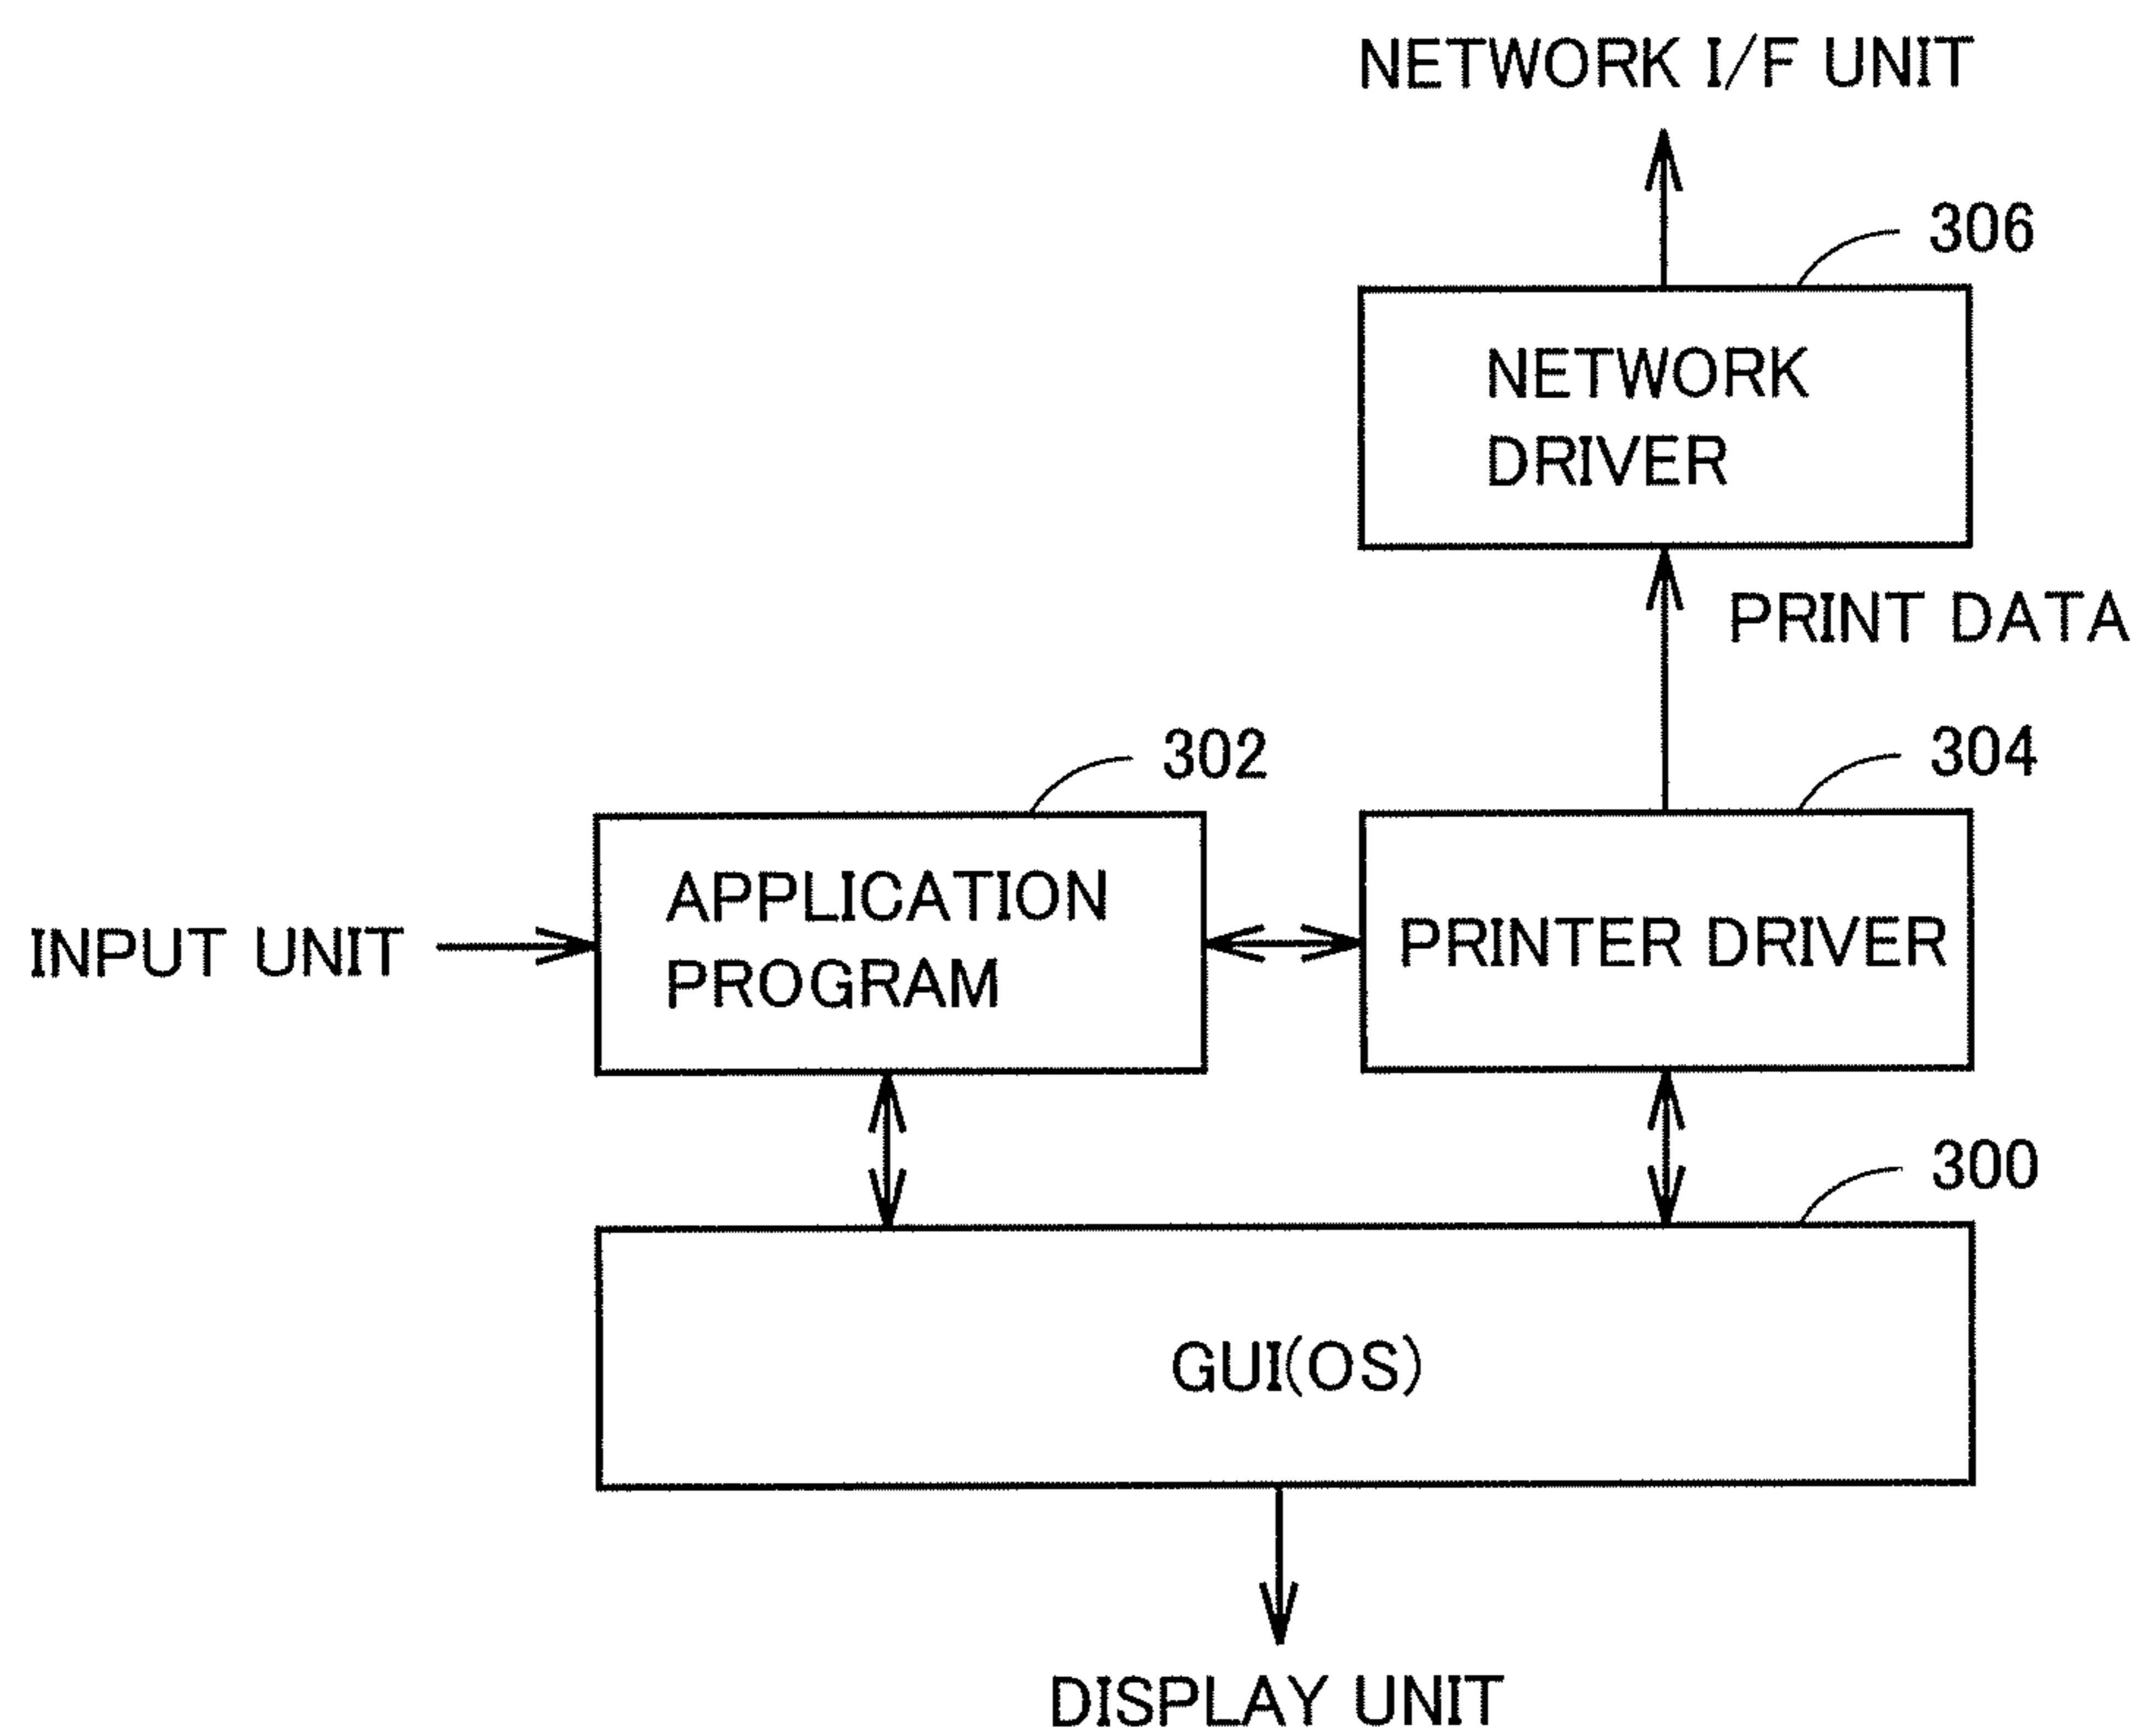 NETWORK I/F UNIT
306
NETWORK
DRIVER
PRINT DATA
302
304
INPUT UNIT
APPLICATION
PROGRAM
PRINTER DRIVER
300
GUI(OS)
DISPLAY UNIT